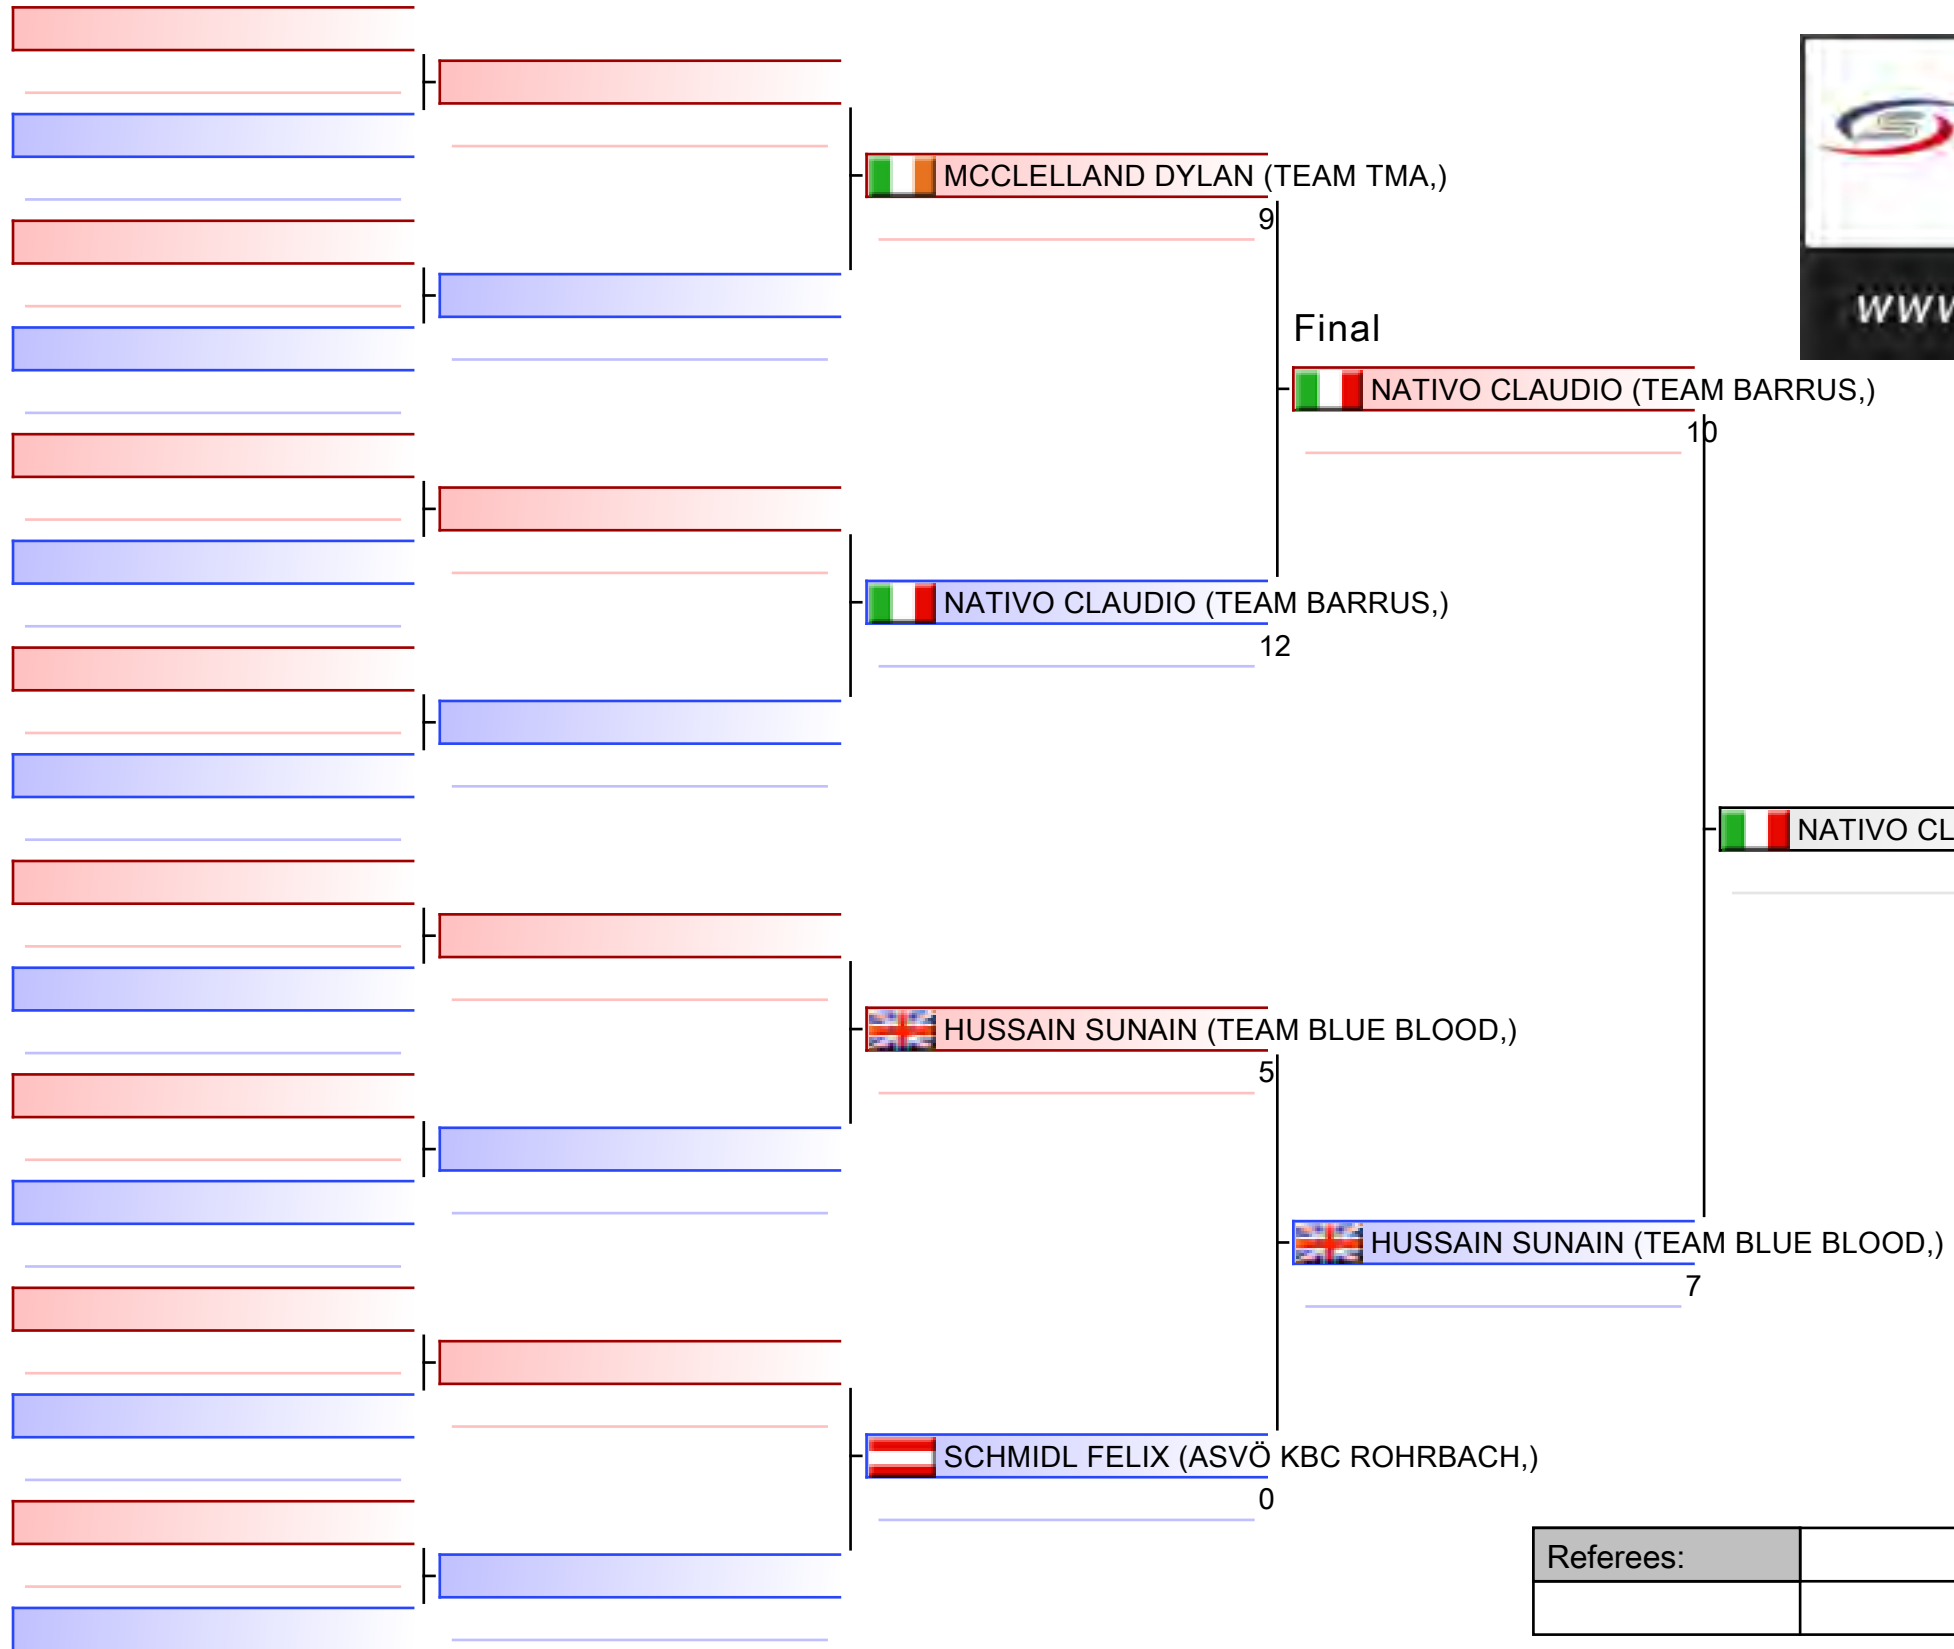 MCCLELLAND DYLAN (TEAM TMA,)
9
www
Final
NATIVO CLAUDIO (TEAM BARRUS,)
10
NATIVO CLAUDIO (TEAM BARRUS,)
12
NATIVO CL
HUSSAIN SUNAIN (TEAM BLUE BLOOD,)
5
HUSSAIN SUNAIN (TEAM BLUE BLOOD,)
7
SCHMIDL FELIX (ASVÖ KBC ROHRBACH,)
0
Referees: